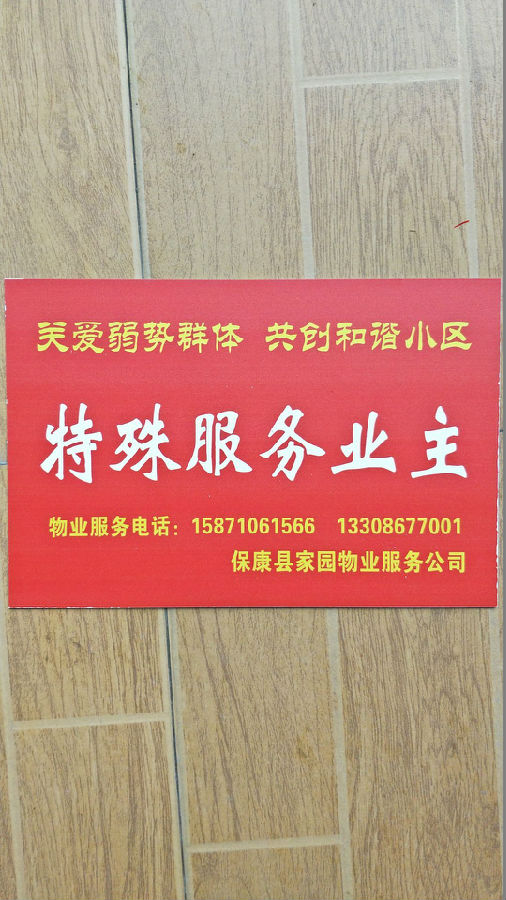 关爱弱势群体 共创和谐小区
特殊服务业主
物业服务电话：15871061566 13308677001
保康县家园物业服务公司